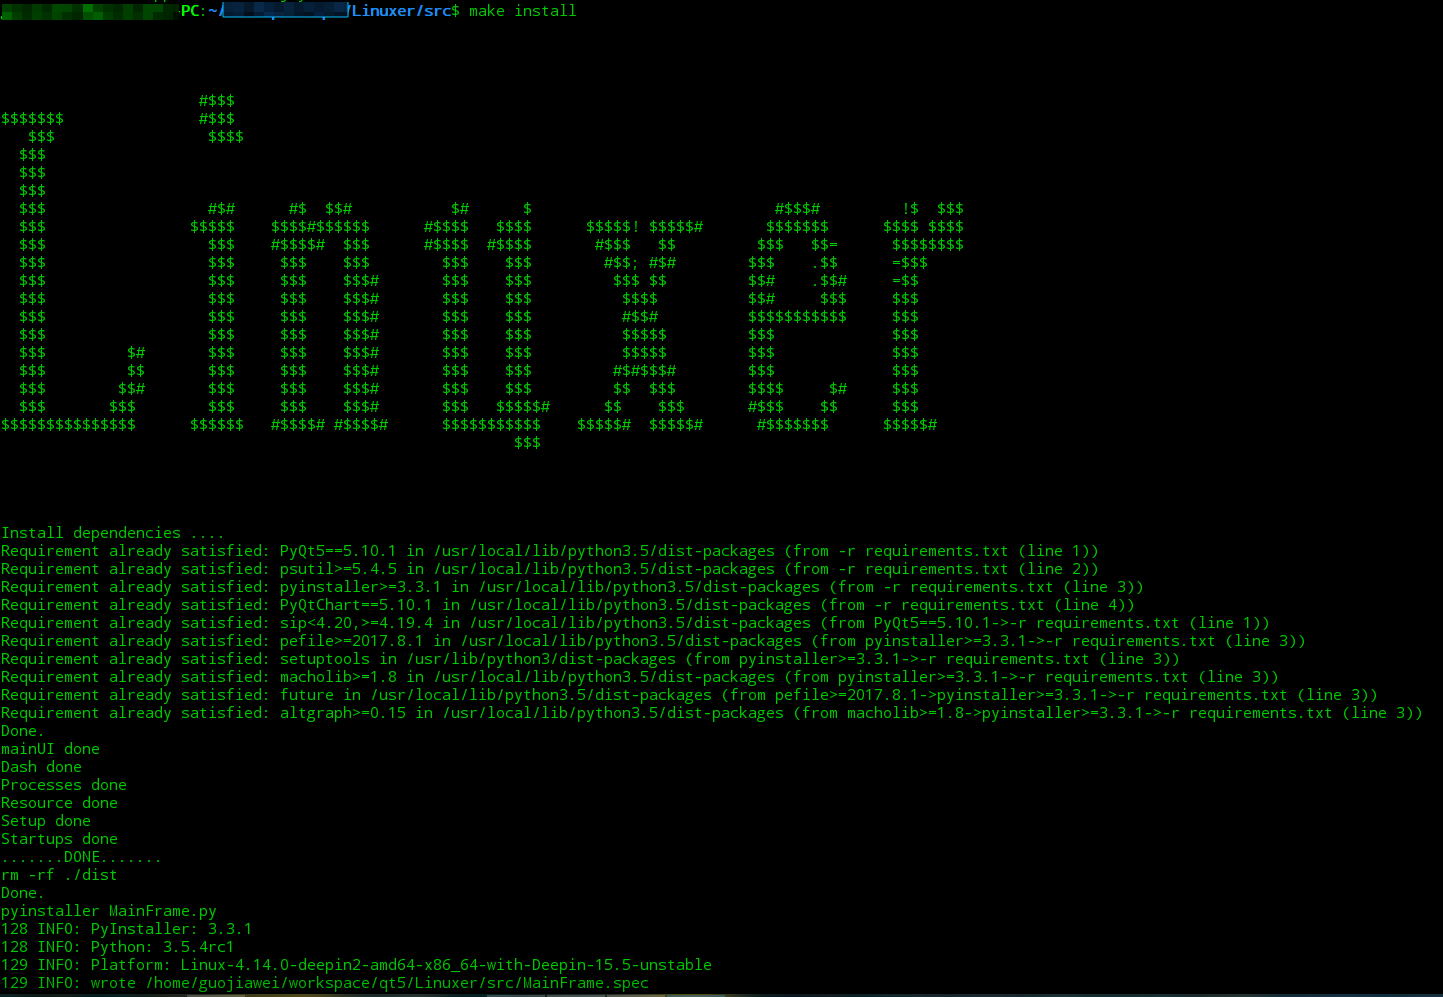 -PC:~/ /Linuxer/src$ make install
Linuxer
Install dependencies ....
Requirement already satisfied: PyQt5==5.10.1 in /usr/local/lib/python3.5/dist-packages (from -r requirements.txt (line 1))
Requirement already satisfied: psutil>=5.4.5 in /usr/local/lib/python3.5/dist-packages (from -r requirements.txt (line 2))
Requirement already satisfied: pyinstaller>=3.3.1 in /usr/local/lib/python3.5/dist-packages (from -r requirements.txt (line 3))
Requirement already satisfied: PyQtChart==5.10.1 in /usr/local/lib/python3.5/dist-packages (from -r requirements.txt (line 4))
Requirement already satisfied: sip<4.20,>=4.19.4 in /usr/local/lib/python3.5/dist-packages (from PyQt5==5.10.1->-r requirements.txt (line 1))
Requirement already satisfied: pefile>=2017.8.1 in /usr/local/lib/python3.5/dist-packages (from pyinstaller>=3.3.1->-r requirements.txt (line 3))
Requirement already satisfied: setuptools in /usr/lib/python3/dist-packages (from pyinstaller>=3.3.1->-r requirements.txt (line 3))
Requirement already satisfied: macholib>=1.8 in /usr/local/lib/python3.5/dist-packages (from pyinstaller>=3.3.1->-r requirements.txt (line 3))
Requirement already satisfied: future in /usr/local/lib/python3.5/dist-packages (from pefile>=2017.8.1->pyinstaller>=3.3.1->-r requirements.txt (line 3))
Requirement already satisfied: altgraph>=0.15 in /usr/local/lib/python3.5/dist-packages (from macholib>=1.8->pyinstaller>=3.3.1->-r requirements.txt (line 3))
Done.
mainUI done
Dash done
Processes done
Resource done
Setup done
Startups done
.......DONE.......
rm -rf ./dist
Done.
pyinstaller MainFrame.py
128 INFO: PyInstaller: 3.3.1
128 INFO: Python: 3.5.4rc1
129 INFO: Platform: Linux-4.14.0-deepin2-amd64-x86_64-with-Deepin-15.5-unstable
129 INFO: wrote /home/guojiawei/workspace/qt5/Linuxer/src/MainFrame.spec